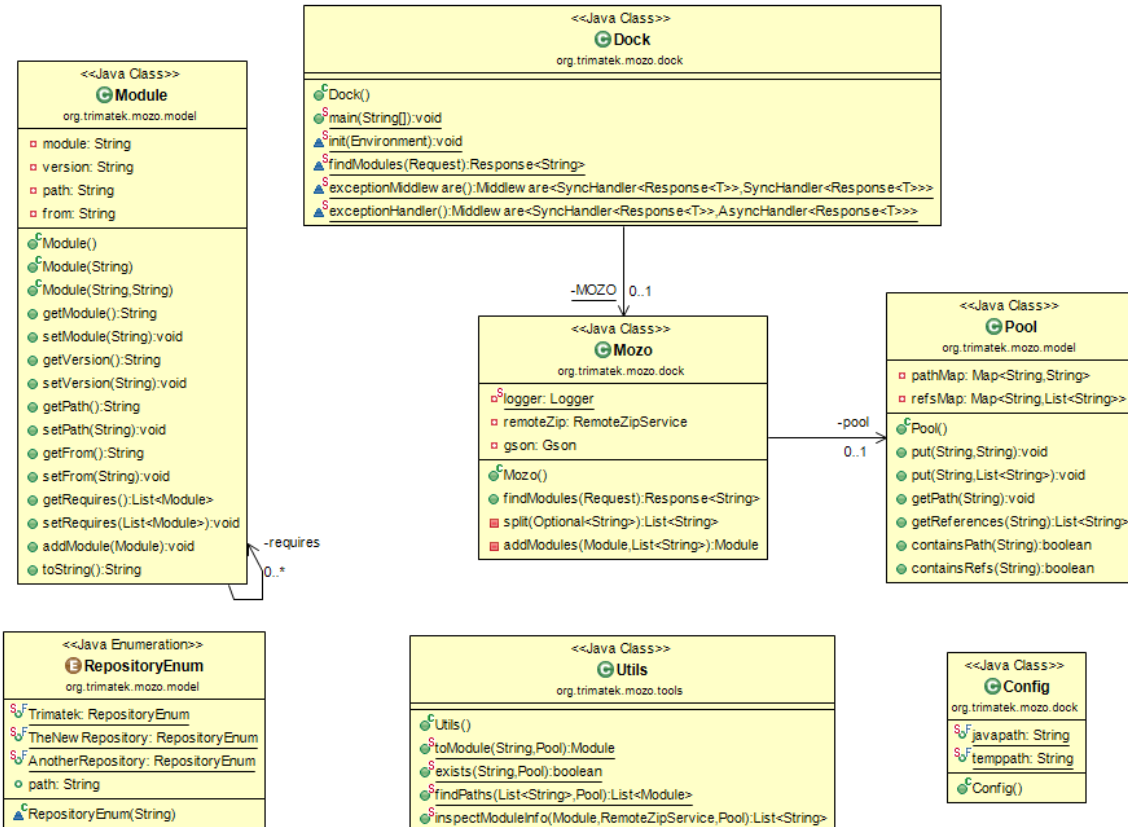 <<Java Class>>
Dock
org.trimatek.mozo.dock
Dock()
main(String[]):void
init(Environment):void
findModules(Request):Response<String>
exceptionMiddlew are():Middlew are<SyncHandler<Response<T>>,SyncHandler<Response<T>>>
exceptionHandler():Middlew are<SyncHandler<Response<T>>,AsyncHandler<Response<T>>>
<<Java Class>>
Module
org.trimatek.mozo.model
module: String
version: String
path: String
from: String
Module()
Module(String)
Module(String,String)
getModule():String
setModule(String):void
getVersion():String
setVersion(String):void
getPath():String
setPath(String):void
getFrom():String
setFrom(String):void
getRequires():List<Module>
setRequires(List<Module>):void
addModule(Module):void
toString():String
-requires
0..*
-MOZO 0..1
<<Java Class>>
Mozo
org.trimatek.mozo.dock
logger: Logger
remoteZip: RemoteZipService
gson: Gson
Mozo()
findModules(Request):Response<String>
split(Optional<String>):List<String>
addModules(Module,List<String>):Module
-pool
0..1
<<Java Class>>
Pool
org.trimatek.mozo.model
pathMap: Map<String,String>
refsMap: Map<String,List<String>>
Pool()
put(String,String):void
put(String,List<String>):void
getPath(String):void
getReferences(String):List<String>
containsPath(String):boolean
containsRefs(String):boolean
<<Java Enumeration>>
RepositoryEnum
org.trimatek.mozo.model
Trimatek: RepositoryEnum
TheNew Repository: RepositoryEnum
AnotherRepository: RepositoryEnum
path: String
RepositoryEnum(String)
<<Java Class>>
Utils
org.trimatek.mozo.tools
Utils()
toModule(String,Pool):Module
exists(String,Pool):boolean
findPaths(List<String>,Pool):List<Module>
inspectModuleInfo(Module,RemoteZipService,Pool):List<String>
<<Java Class>>
Config
org.trimatek.mozo.dock
javapath: String
temppath: String
Config()